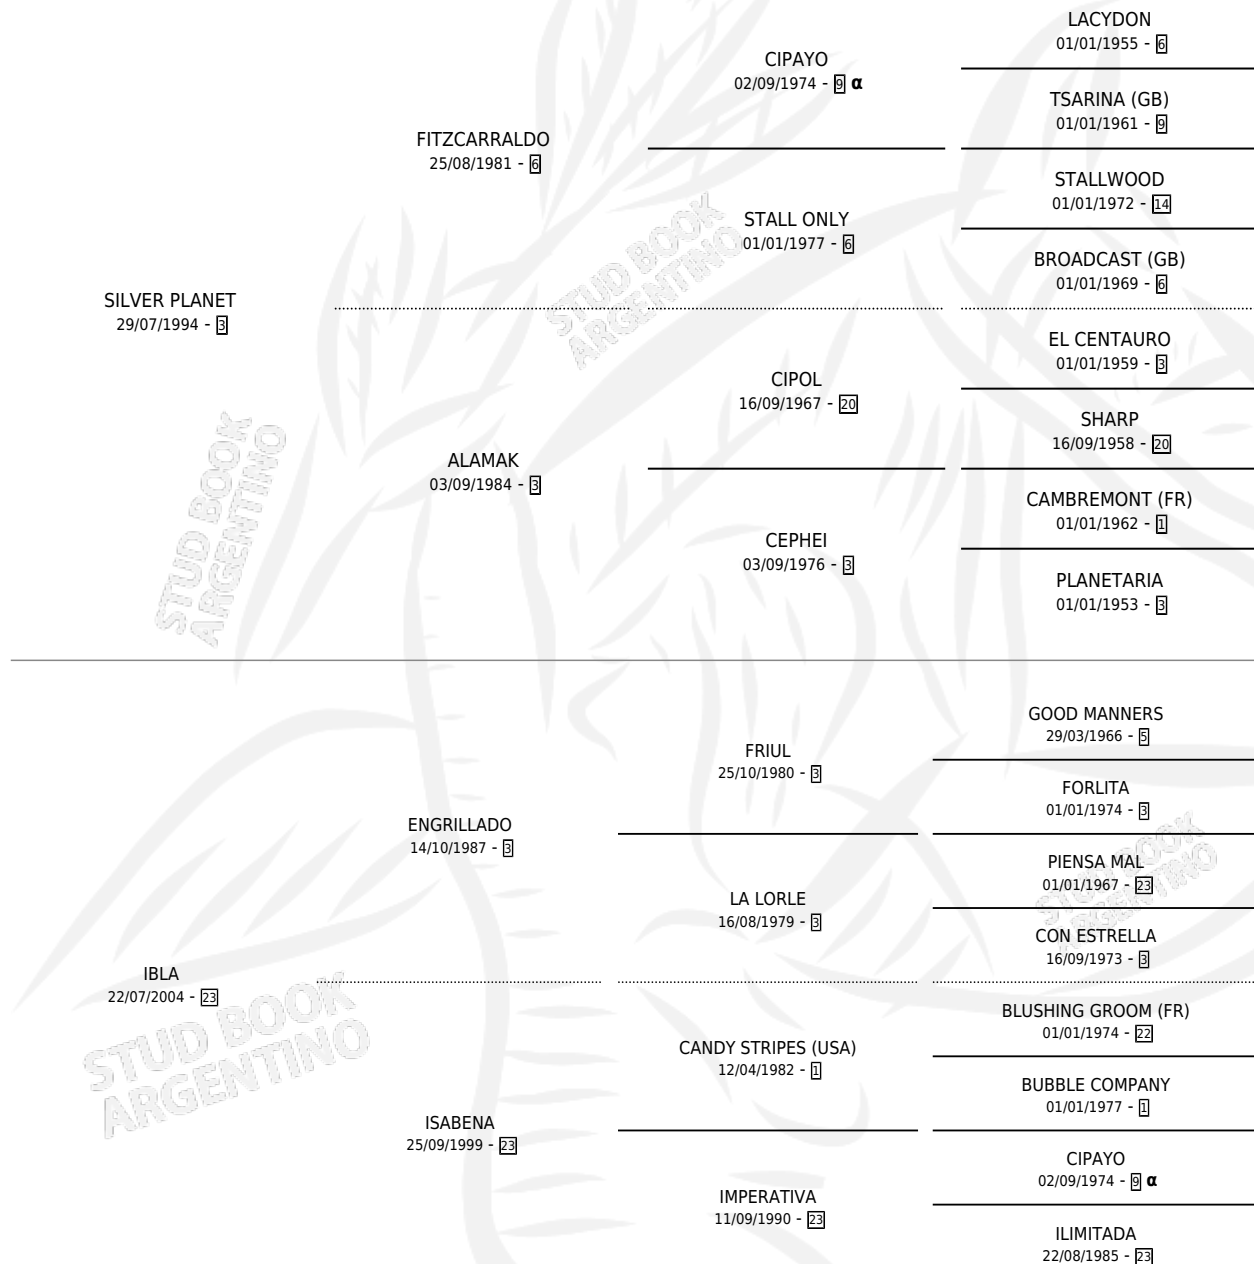 LACYDON
01/01/1955 - 6
CIPAYO
02/09/1974 - 9 α
TSARINA (GB)
01/01/1961 - 9
FITZCARRALDO
25/08/1981 - 6
STALLWOOD
01/01/1972 - 14
STALL ONLY
01/01/1977 - 6
BROADCAST (GB)
01/01/1969 - 6
SILVER PLANET
29/07/1994 - 3
EL CENTAURO
01/01/1959 - 3
CIPOL
16/09/1967 - 20
SHARP
16/09/1958 - 20
ALAMAK
03/09/1984 - 3
CAMBREMONT (FR)
01/01/1962 - 1
CEPHEI
03/09/1976 - 3
PLANETARIA
01/01/1953 - 3
GOOD MANNERS
29/03/1966 - 5
FRIUL
25/10/1980 - 3
FORLITA
01/01/1974 - 3
ENGRILLADO
14/10/1987 - 3
PIENSA MAL
01/01/1967 - 23
LA LORLE
16/08/1979 - 3
CON ESTRELLA
16/09/1973 - 3
IBLA
22/07/2004 - 23
BLUSHING GROOM (FR)
01/01/1974 - 22
CANDY STRIPES (USA)
12/04/1982 - 1
BUBBLE COMPANY
01/01/1977 - 1
ISABENA
25/09/1999 - 23
CIPAYO
02/09/1974 - 9 α
IMPERATIVA
11/09/1990 - 23
ILIMITADA
22/08/1985 - 23
STUD BOOK
ARGENTINO
STUD BOOK
ARGENTINO
STUD BOOK
ARGENTINO
STUD BOOK
ARGENTINO